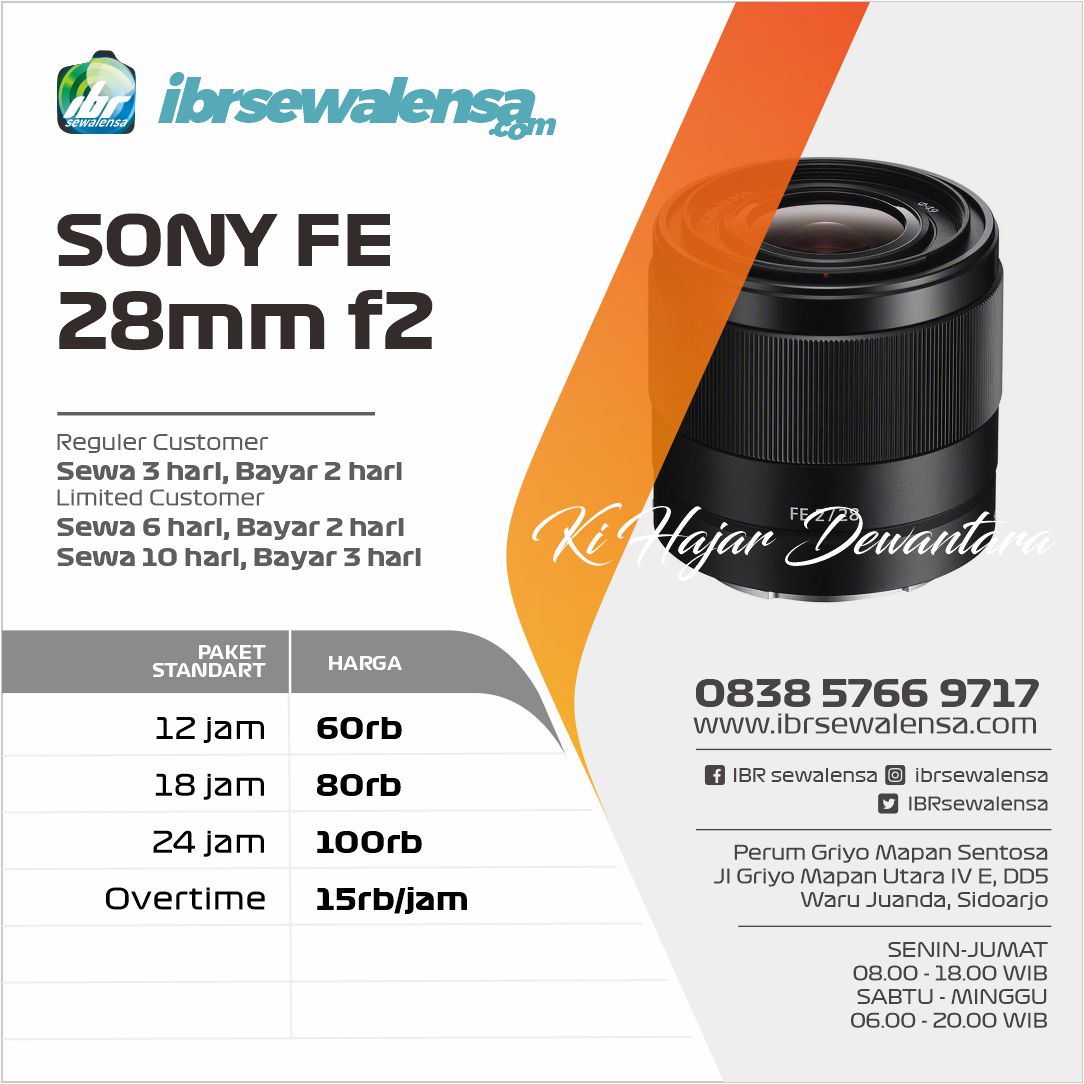 ibr
sewalensa
ibrsewalensa
.com
SONY FE
28mm f2
Reguler Customer
Sewa 3 hari, Bayar 2 hari
Limited Customer
Sewa 6 hari, Bayar 2 hari
Sewa 10 hari, Bayar 3 hari
PAKET
STANDART
HARGA
12 jam 60rb
18 jam 80rb
24 jam 100rb
Overtime 15rb/jam
FE 2/28
Ki Hajar Dewantara
0838 5766 9717
www.ibrsewalensa.com
IBR sewalensa ibrsewalensa
IBRsewalensa
Perum Griyo Mapan Sentosa
Jl Griyo Mapan Utara IV E, DD5
Waru Juanda, Sidoarjo
SENIN-JUMAT
08.00 - 18.00 WIB
SABTU - MINGGU
06.00 - 20.00 WIB